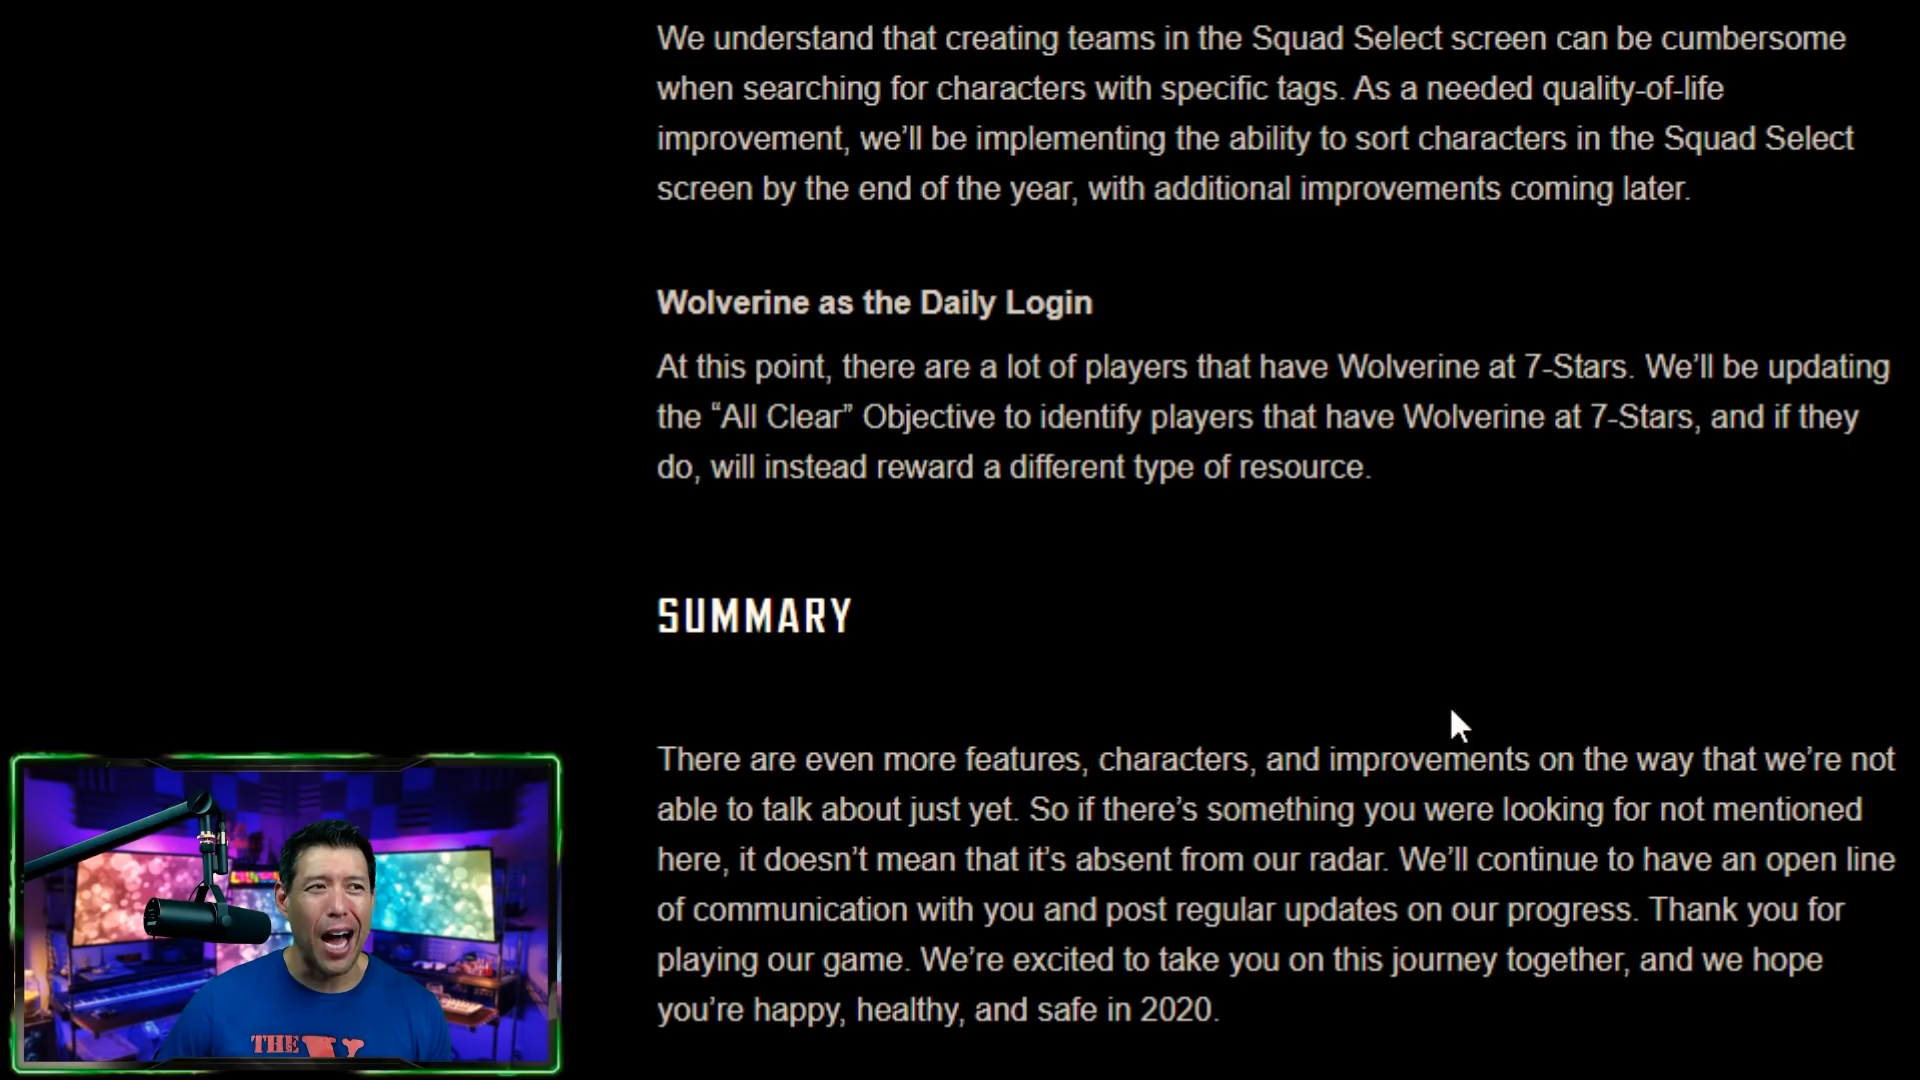 We understand that creating teams in the Squad Select screen can be cumbersome
when searching for characters with specific tags. As a needed quality-of-life
improvement, we’ll be implementing the ability to sort characters in the Squad Select
screen by the end of the year, with additional improvements coming later.
Wolverine as the Daily Login
At this point, there are a lot of players that have Wolverine at 7-Stars. We’ll be updating
the “All Clear” Objective to identify players that have Wolverine at 7-Stars, and if they
do, will instead reward a different type of resource.
SUMMARY
There are even more features, characters, and improvements on the way that we’re not
able to talk about just yet. So if there’s something you were looking for not mentioned
here, it doesn’t mean that it’s absent from our radar. We’ll continue to have an open line
of communication with you and post regular updates on our progress. Thank you for
playing our game. We’re excited to take you on this journey together, and we hope
you’re happy, healthy, and safe in 2020.
THE